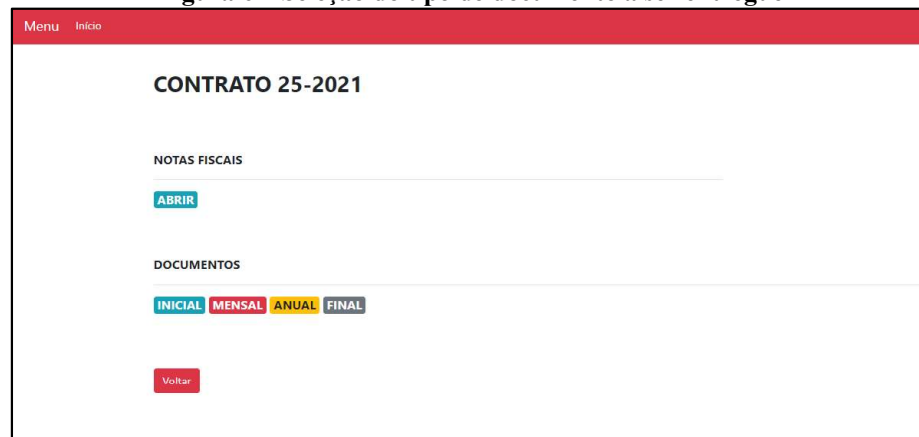 Menu Início
CONTRATO 25-2021
NOTAS FISCAIS
ABRIR
DOCUMENTOS
INICIAL MENSAL ANUAL FINAL
Voltar